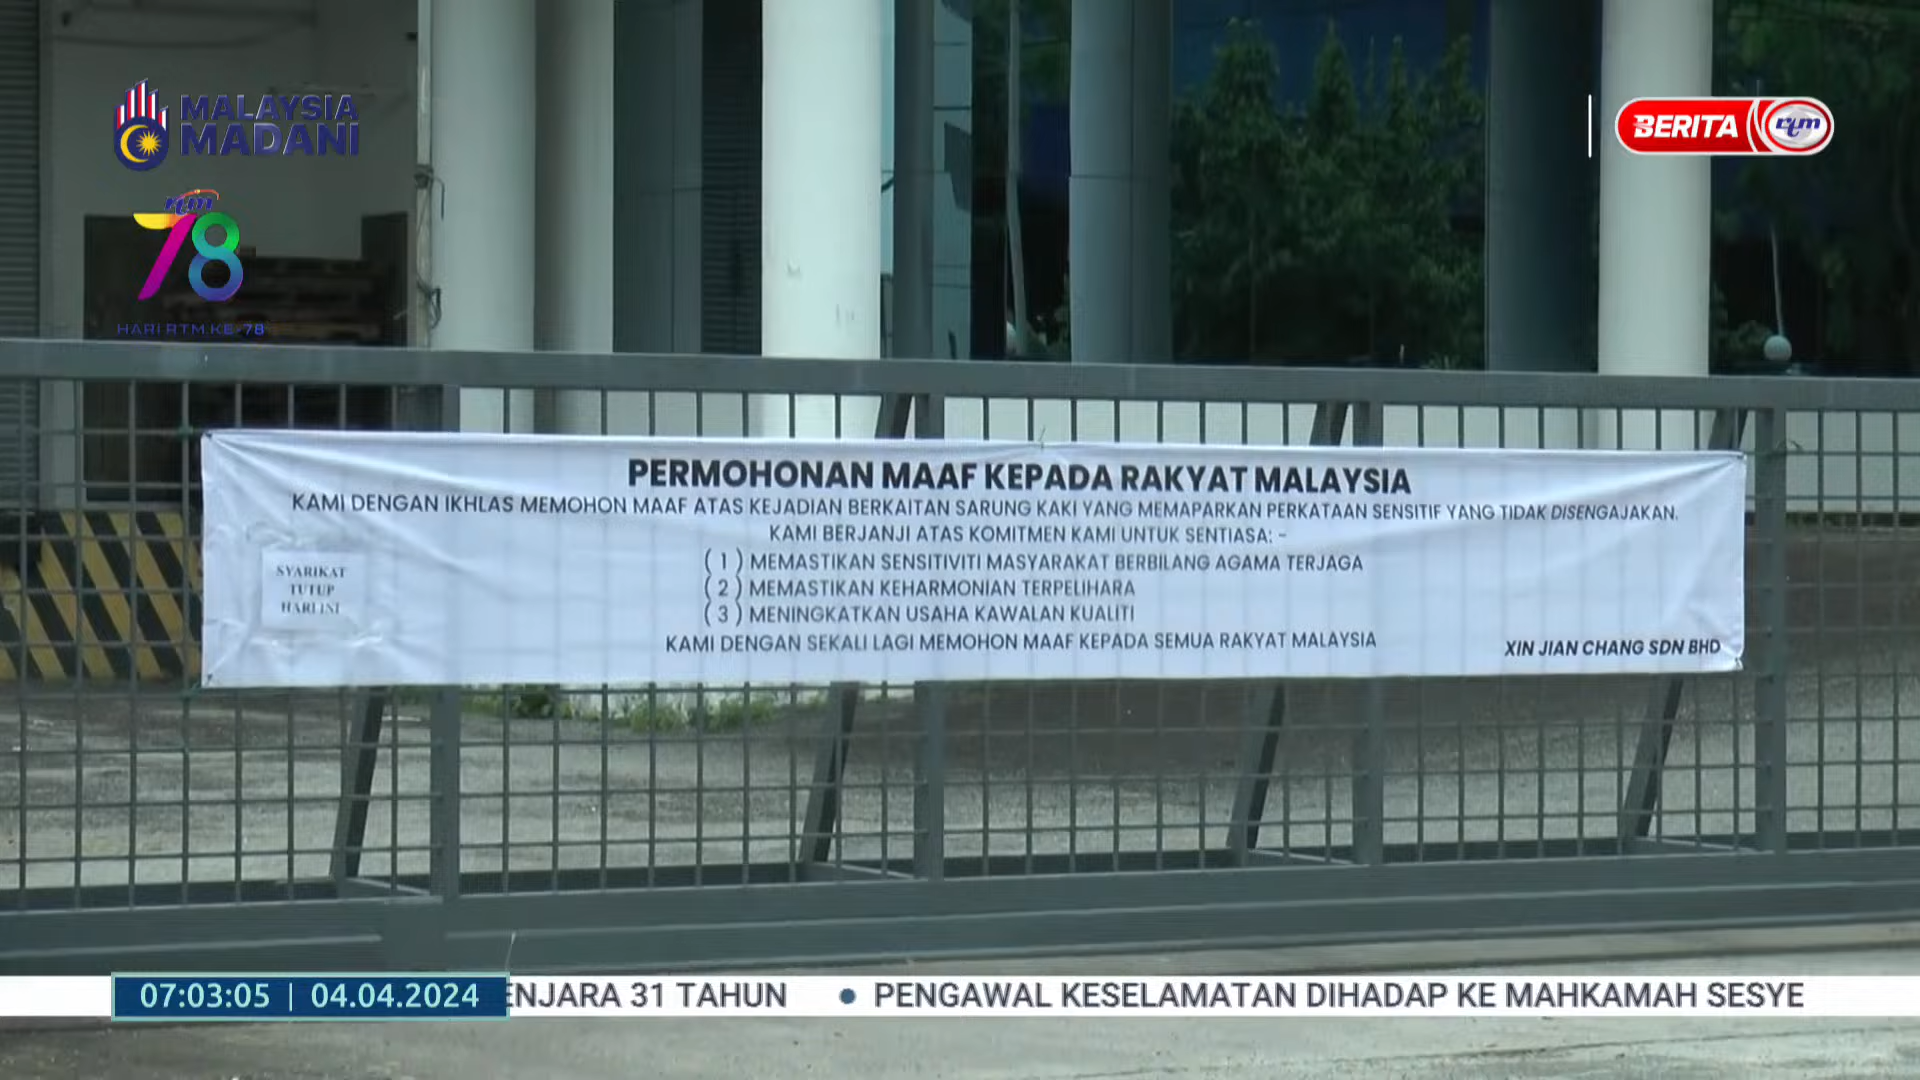 MALAYSIA
MADANI
rtm
78
HARI RTM KE-78
BERITA rtm
PERMOHONAN MAAF KEPADA RAKYAT MALAYSIA
KAMI DENGAN IKHLAS MEMOHON MAAF ATAS KEJADIAN BERKAITAN SARUNG KAKI YANG MEMAPARKAN PERKATAAN SENSITIF YANG TIDAK DISENGAJAKAN.
KAMI BERJANJI ATAS KOMITMEN KAMI UNTUK SENTIASA: -
( 1 ) MEMASTIKAN SENSITIVITI MASYARAKAT BERBILANG AGAMA TERJAGA
( 2 ) MEMASTIKAN KEHARMONIAN TERPELIHARA
( 3 ) MENINGKATKAN USAHA KAWALAN KUALITI
KAMI DENGAN SEKALI LAGI MEMOHON MAAF KEPADA SEMUA RAKYAT MALAYSIA
XIN JIAN CHANG SDN BHD
SYARIKAT
TUTUP
HARI INI
07:03:05 | 04.04.2024 ENJARA 31 TAHUN • PENGAWAL KESELAMATAN DIHADAP KE MAHKAMAH SESYE